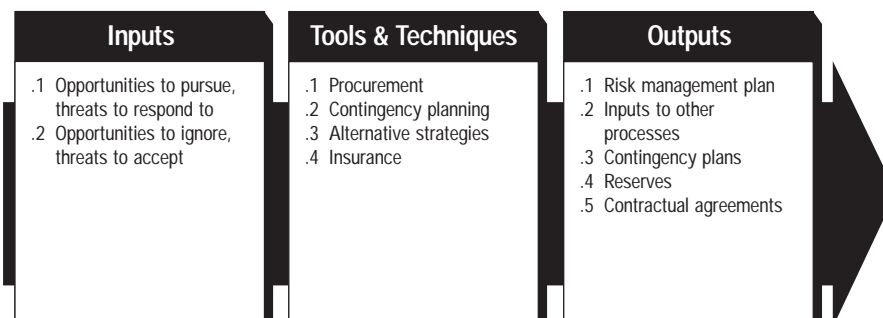 Inputs
.1 Opportunities to pursue,
threats to respond to
.2 Opportunities to ignore,
threats to accept
Tools & Techniques
.1 Procurement
.2 Contingency planning
.3 Alternative strategies
.4 Insurance
Outputs
.1 Risk management plan
.2 Inputs to other
processes
.3 Contingency plans
.4 Reserves
.5 Contractual agreements